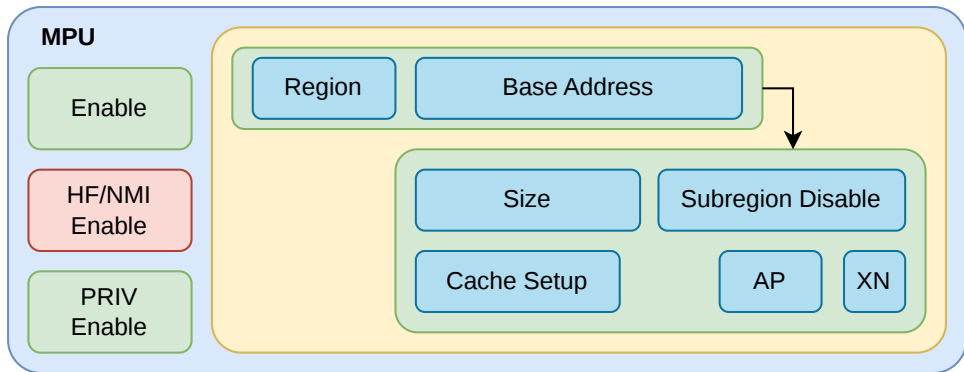 MPU
Enable
HF/NMI
Enable
PRIV
Enable
Region
Base Address
Size
Subregion Disable
Cache Setup
AP
XN